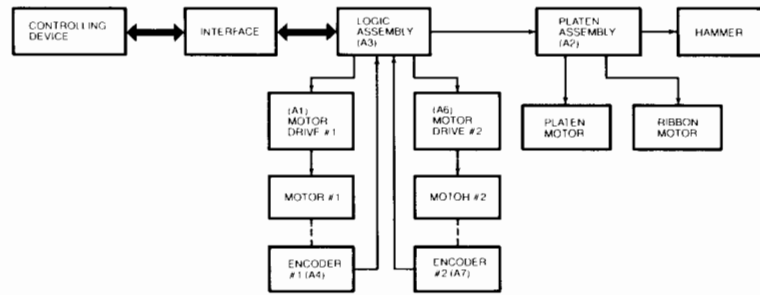 CONTROLLING
DEVICE
INTERFACE
LOGIC
ASSEMBLY
(A3)
PLATEN
ASSEMBLY
(A2)
HAMMER
(A1)
MOTOR
DRIVE #1
(A6)
MOTOR
DRIVE #2
PLATEN
MOTOR
RIBBON
MOTOR
MOTOR #1
MOTOR #2
ENCODER
#1 (A4)
ENCODER
#2 (A7)